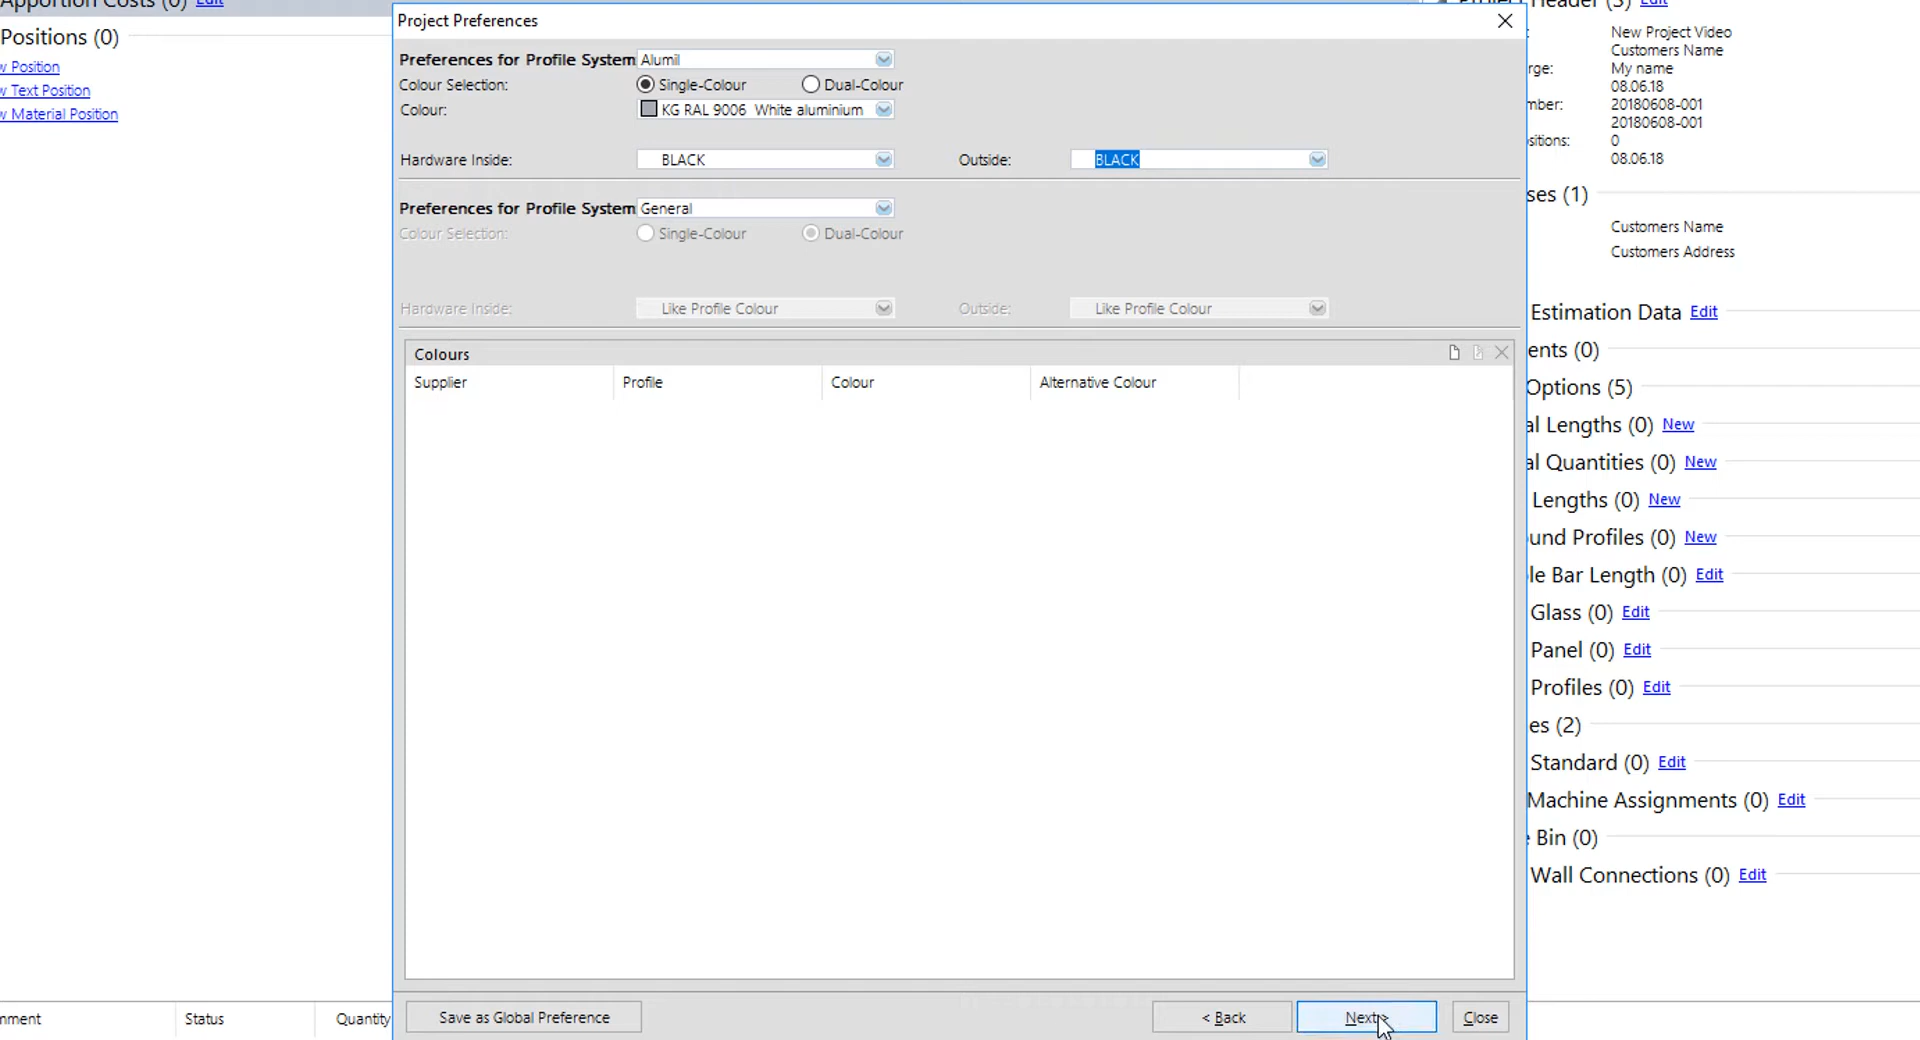 Apportion Costs (0) Edit
Positions (0)
w Position
w Text Position
w Material Position
nment
Status
Quantity
Project Preferences
Preferences for Profile System Alumil
Colour Selection: Single-Colour Dual-Colour
Colour: KG RAL 9006 White aluminium
Hardware Inside: BLACK Outside: BLACK
Preferences for Profile System General
Colour Selection: Single-Colour Dual-Colour
Hardware Inside: Like Profile Colour Outside: Like Profile Colour
Colours
Supplier Profile Colour Alternative Colour
Save as Global Preference < Back Next > Close
Project Header (3) Edit
: New Project Video
Customers Name
rge: My name
08.06.18
mber: 20180608-001
20180608-001
sitions: 0
08.06.18
ses (1)
Customers Name
Customers Address
Estimation Data Edit
ents (0)
Options (5)
al Lengths (0) New
al Quantities (0) New
Lengths (0) New
und Profiles (0) New
le Bar Length (0) Edit
Glass (0) Edit
Panel (0) Edit
Profiles (0) Edit
es (2)
Standard (0) Edit
Machine Assignments (0) Edit
e Bin (0)
Wall Connections (0) Edit